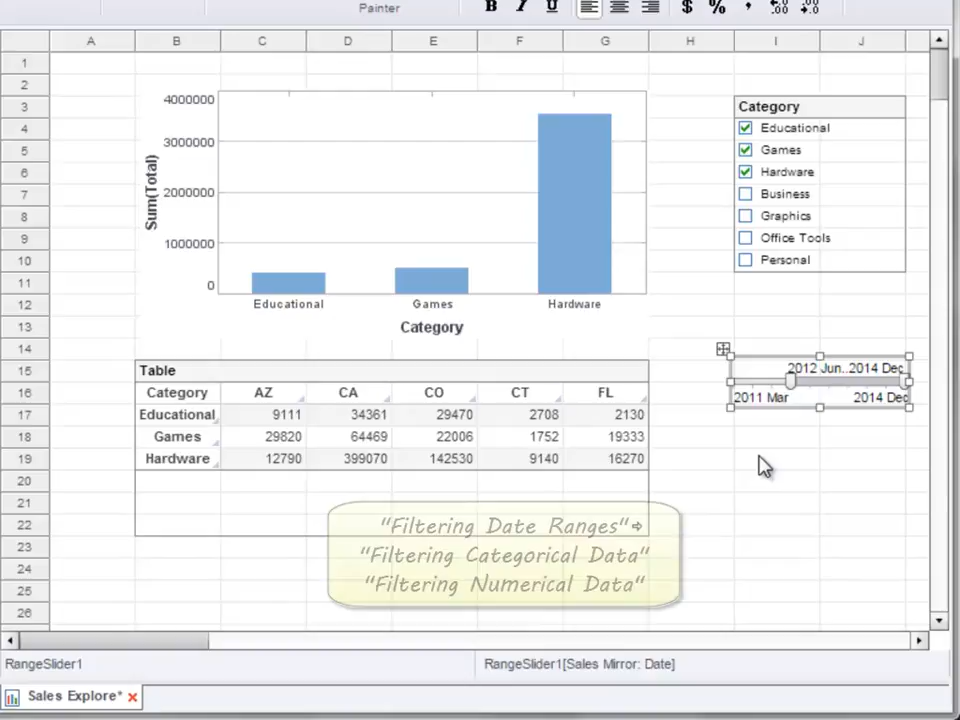 Painter
B I U $ % , .00 .00
A B C D E F G H I J
1
2
3
4
5
6
7
8
9
10
11
12
13
14
15
16
17
18
19
20
21
22
23
24
25
26
Sum(Total)
4000000
3000000
2000000
1000000
0
Educational Games Hardware
Category
Category
Educational
Games
Hardware
Business
Graphics
Office Tools
Personal
2012 Jun..2014 Dec
2011 Mar 2014 Dec
Table
Category AZ CA CO CT FL
Educational 9111 34361 29470 2708 2130
Games 29820 64469 22006 1752 19333
Hardware 12790 399070 142530 9140 16270
"Filtering Date Ranges"⇨
"Filtering Categorical Data"
"Filtering Numerical Data"
RangeSlider1 RangeSlider1[Sales Mirror: Date]
Sales Explore*